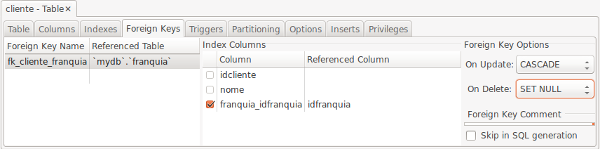 cliente - Table×
Table Columns Indexes Foreign Keys Triggers Partitioning Options Inserts Privileges
Foreign Key Name Referenced Table
fk_cliente_franquia `mydb`.`franquia`
Index Columns
Column Referenced Column
idcliente
nome
franquia_idfranquia idfranquia
Foreign Key Options
On Update: CASCADE
On Delete: SET NULL
Foreign Key Comment
Skip in SQL generation